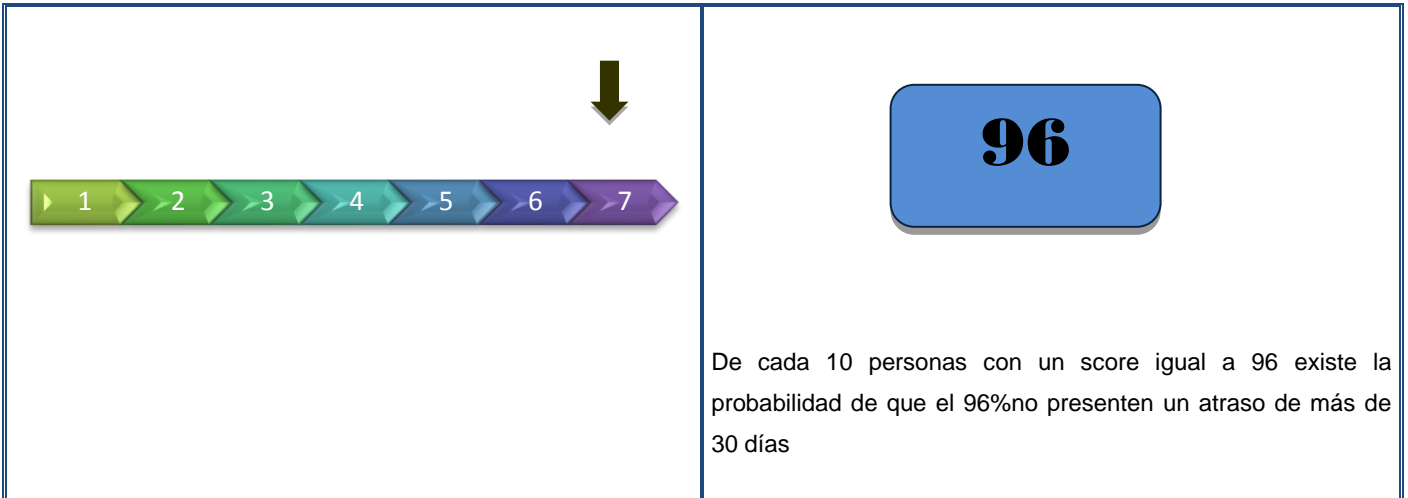 1 2 3 4 5 6 7
96
De cada 10 personas con un score igual a 96 existe la
probabilidad de que el 96%no presenten un atraso de más de
30 días